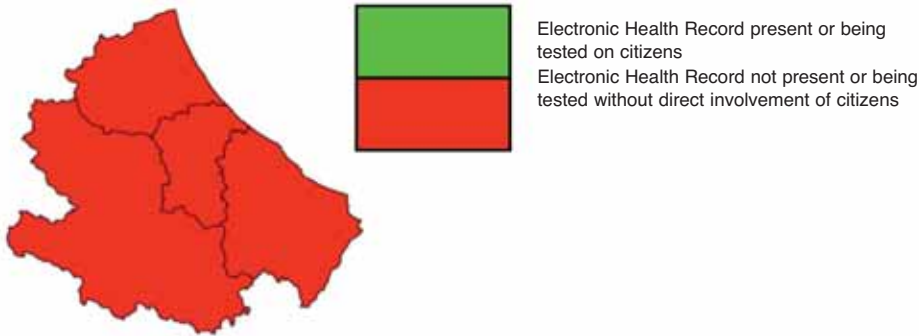 Electronic Health Record present or being
tested on citizens
Electronic Health Record not present or being
tested without direct involvement of citizens